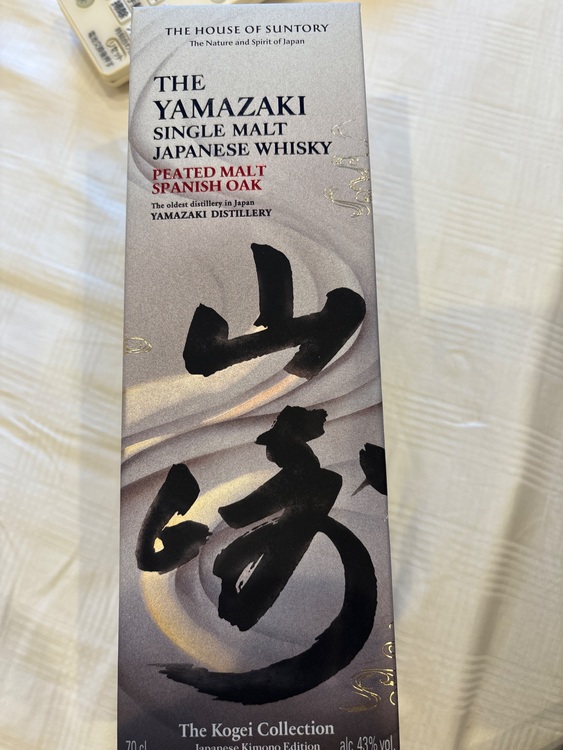 THE HOUSE OF SUNTORY
The Nature and Spirit of Japan
THE
YAMAZAKI
SINGLE MALT
JAPANESE WHISKY
PEATED MALT
SPANISH OAK
The oldest distillery in Japan
YAMAZAKI DISTILLERY
山
崎
The Kogei Collection
Japanese Kimono Edition
70 cl
alc.43% vol